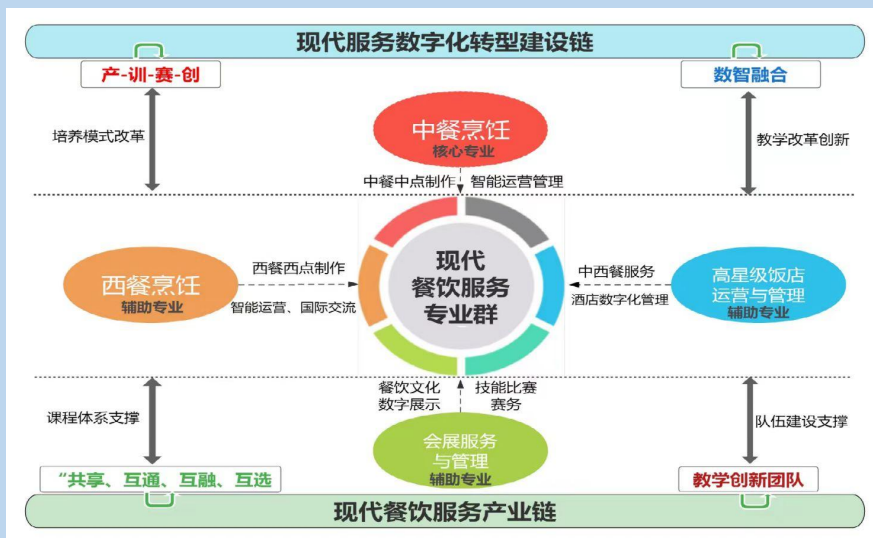 现代服务数字化转型建设链
产-训-赛-创
数智融合
培养模式改革
中餐烹饪
核心专业
教学改革创新
中餐中点制作
智能运营管理
西餐烹饪
辅助专业
西餐西点制作
智能运营、国际交流
现代
餐饮服务
专业群
中西餐服务
酒店数字化管理
高星级饭店
运营与管理
辅助专业
课程体系支撑
餐饮文化
数字展示
技能比赛
赛务
队伍建设支撑
会展服务
与管理
辅助专业
“共享、互通、互融、互选
教学创新团队
现代餐饮服务产业链